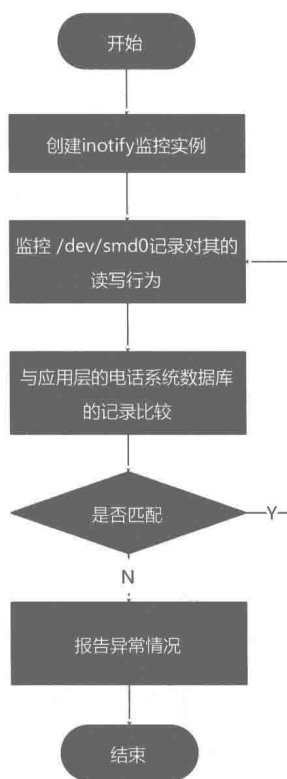 开始
创建inotify监控实例
监控 /dev/smd0记录对其的
读写行为
与应用层的电话系统数据库
的记录比较
是否匹配
Y
N
报告异常情况
结束